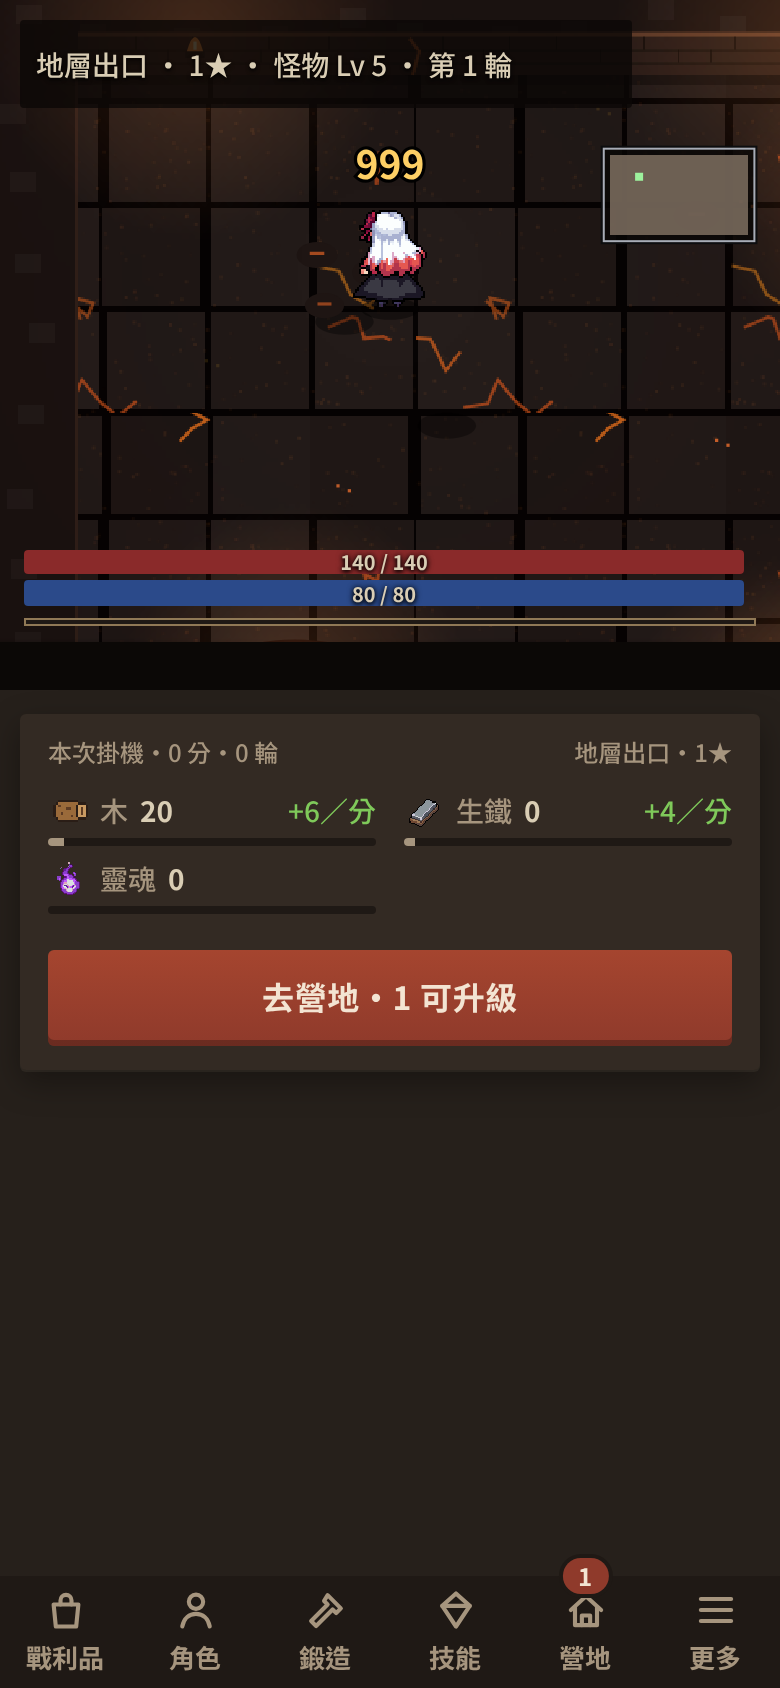 地層出口 · 1★ · 怪物 Lv 5 · 第 1 輪
999
140 / 140
80 / 80
本次掛機·0 分·0 輪
地層出口·1★
木 20 +6／分
生鐵 0 +4／分
靈魂 0
去營地·1 可升級
1
戰利品
角色
鍛造
技能
營地
更多